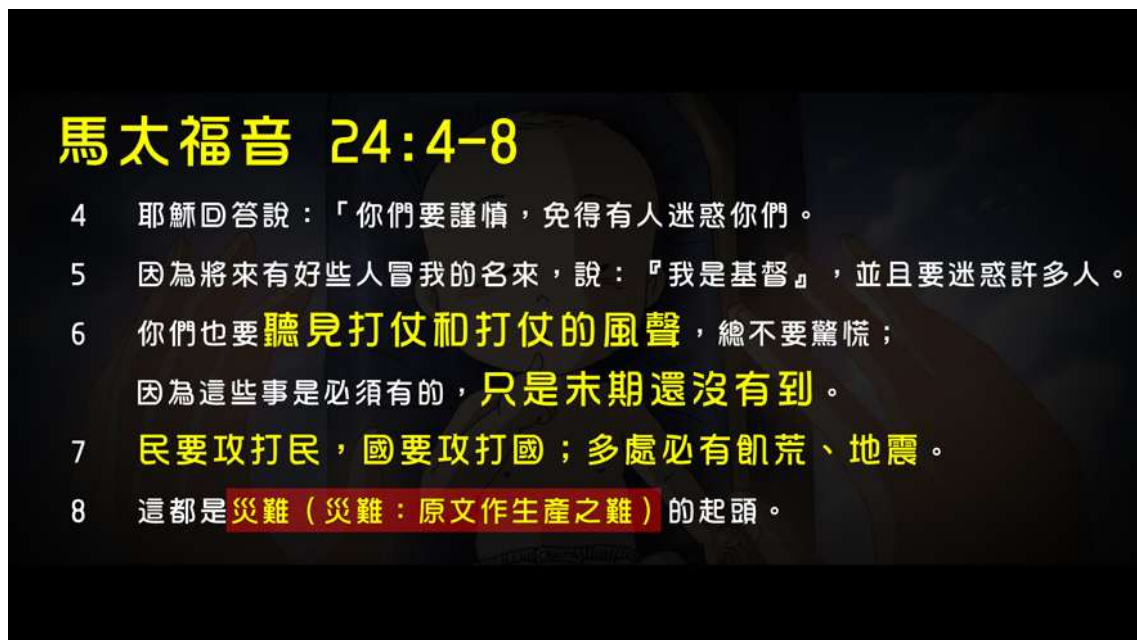 馬太福音 24:4-8
4 耶穌回答說：「你們要謹慎，免得有人迷惑你們。
5 因為將來有好些人冒我的名來，說：『我是基督』，並且要迷惑許多人。
6 你們也要聽見打仗和打仗的風聲，總不要驚慌；
因為這些事是必須有的，只是末期還沒有到。
7 民要攻打民，國要攻打國；多處必有飢荒、地震。
8 這都是災難（災難：原文作生產之難）的起頭。